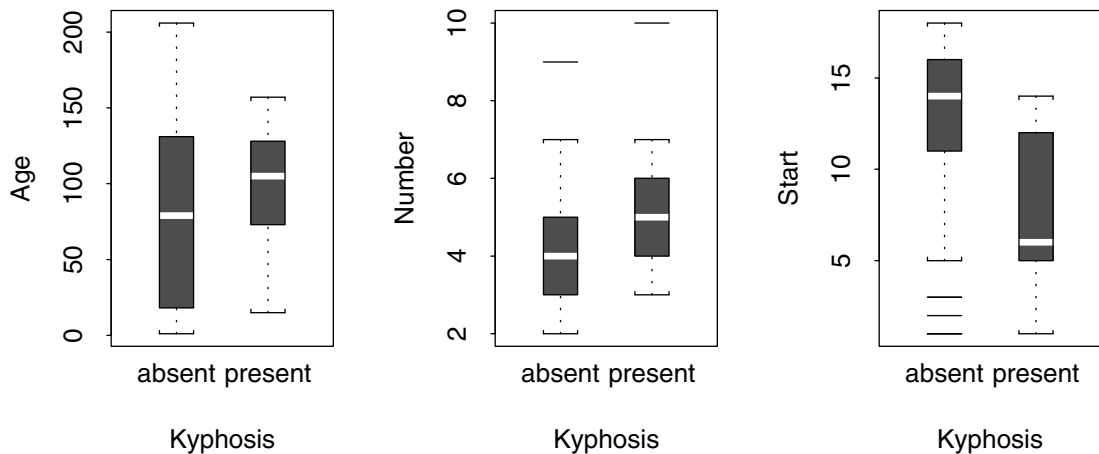 Age
0
50
100
150
200
absent present
Kyphosis
Number
2
4
6
8
10
absent present
Kyphosis
Start
5
10
15
absent present
Kyphosis